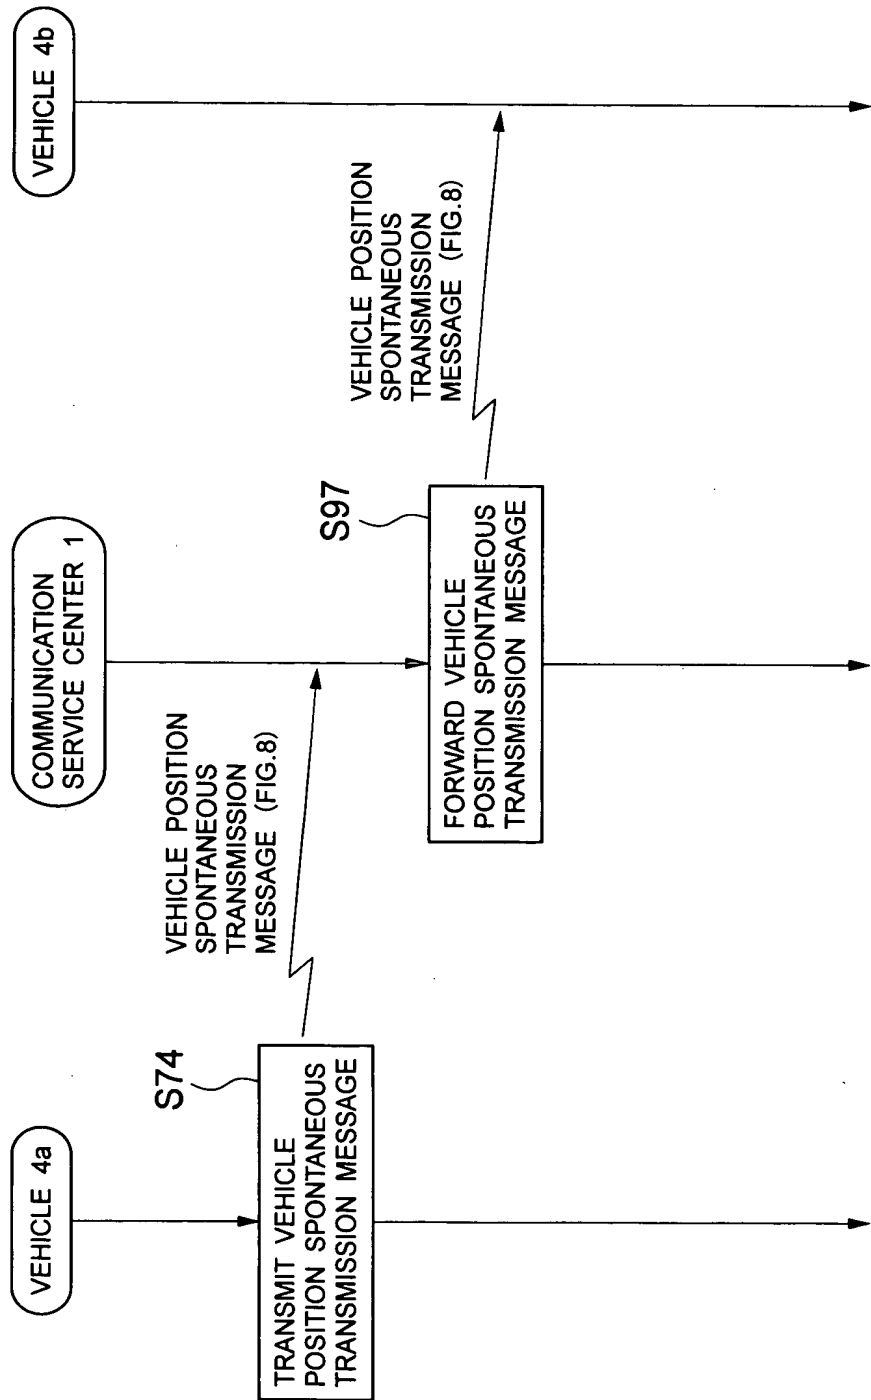 VEHICLE 4a
COMMUNICATION
SERVICE CENTER 1
VEHICLE 4b
S74
TRANSMIT VEHICLE
POSITION SPONTANEOUS
TRANSMISSION MESSAGE
VEHICLE POSITION
SPONTANEOUS
TRANSMISSION
MESSAGE (FIG.8)
S97
FORWARD VEHICLE
POSITION SPONTANEOUS
TRANSMISSION MESSAGE
VEHICLE POSITION
SPONTANEOUS
TRANSMISSION
MESSAGE (FIG.8)